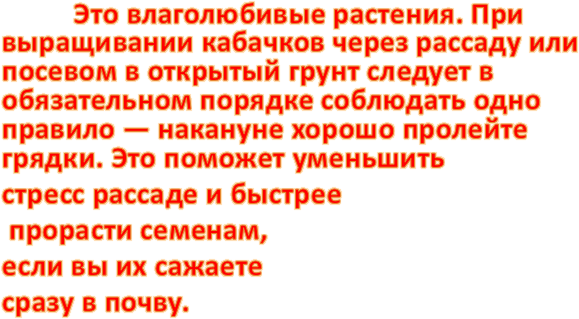 Это влаголюбивые растения. При
выращивании кабачков через рассаду или
посевом в открытый грунт следует в
обязательном порядке соблюдать одно
правило — накануне хорошо пролейте
грядки. Это поможет уменьшить
стресс рассаде и быстрее
прорасти семенам,
если вы их сажаете
сразу в почву.